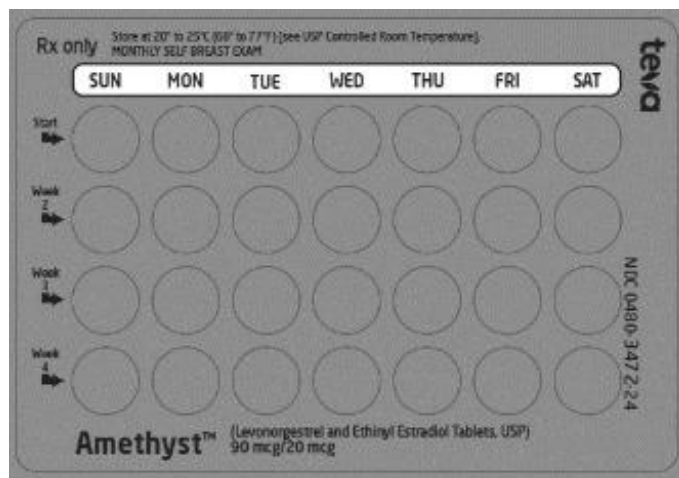 Rx only
Store at 20° to 25°C (68° to 77°F) [see USP Controlled Room Temperature].
MONTHLY SELF BREAST EXAM
teva
SUN MON TUE WED THU FRI SAT
Start
Week
2
Week
3
Week
4
NDC 0480-3472-24
Amethyst™
(Levonorgestrel and Ethinyl Estradiol Tablets, USP)
90 mcg/20 mcg